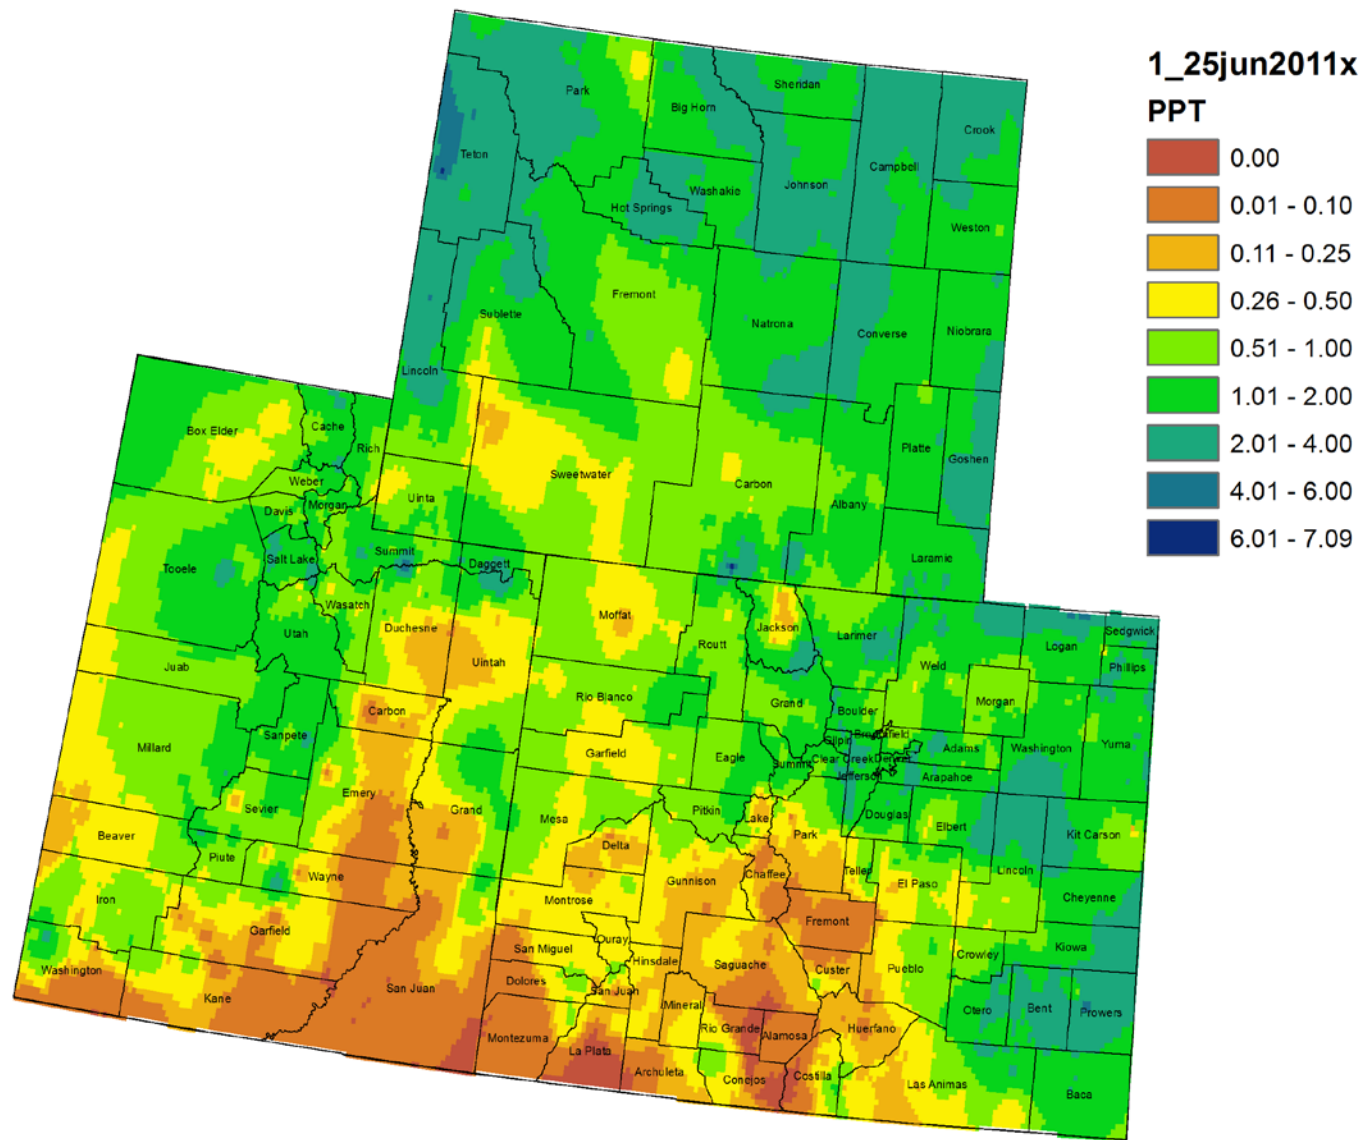 1_25jun2011x
PPT
0.00
0.01 - 0.10
0.11 - 0.25
0.26 - 0.50
0.51 - 1.00
1.01 - 2.00
2.01 - 4.00
4.01 - 6.00
6.01 - 7.09
Park
Sheridan
Big Horn
Crook
Teton
Campbell
Johnson
Washakie
Hot Springs
Weston
Fremont
Sublette
Natrona
Converse
Niobrara
Lincoln
Box Elder
Cache
Rich
Platte
Goshen
Sweetwater
Weber
Uinta
Carbon
Albany
Davis
Morgan
Salt Lake
Summit
Daggett
Laramie
Tooele
Wasatch
Utah
Duchesne
Uintah
Moffat
Routt
Jackson
Larimer
Weld
Logan
Sedgwick
Phillips
Juab
Carbon
Rio Blanco
Grand
Boulder
Morgan
Yuma
Millard
Sanpete
Garfield
Eagle
Gilpin
Broomfield
Summit
Clear Creek
Denver
Jefferson
Adams
Arapahoe
Washington
Emery
Sevier
Grand
Mesa
Pitkin
Lake
Park
Douglas
Elbert
Kit Carson
Beaver
Piute
Wayne
Delta
Gunnison
Chaffee
Teller
El Paso
Lincoln
Cheyenne
Iron
Garfield
Montrose
Ouray
Fremont
Kiowa
Washington
Kane
San Juan
San Miguel
Hinsdale
Saguache
Custer
Pueblo
Crowley
Dolores
San Juan
Mineral
Otero
Bent
Prowers
Montezuma
La Plata
Rio Grande
Alamosa
Huerfano
Archuleta
Conejos
Costilla
Las Animas
Baca